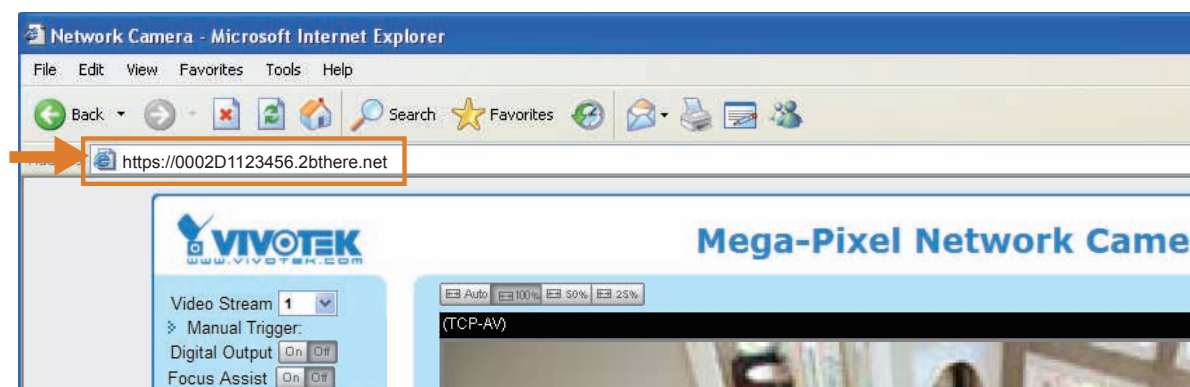 Network Camera - Microsoft Internet Explorer
File Edit View Favorites Tools Help
Back Search Favorites
https://0002D1123456.2bthere.net
VIVOTEK
www.vivotek.com
Mega-Pixel Network Came
Auto 100% 50% 25%
Video Stream 1
(TCP-AV)
Manual Trigger:
Digital Output On Off
Focus Assist On Off